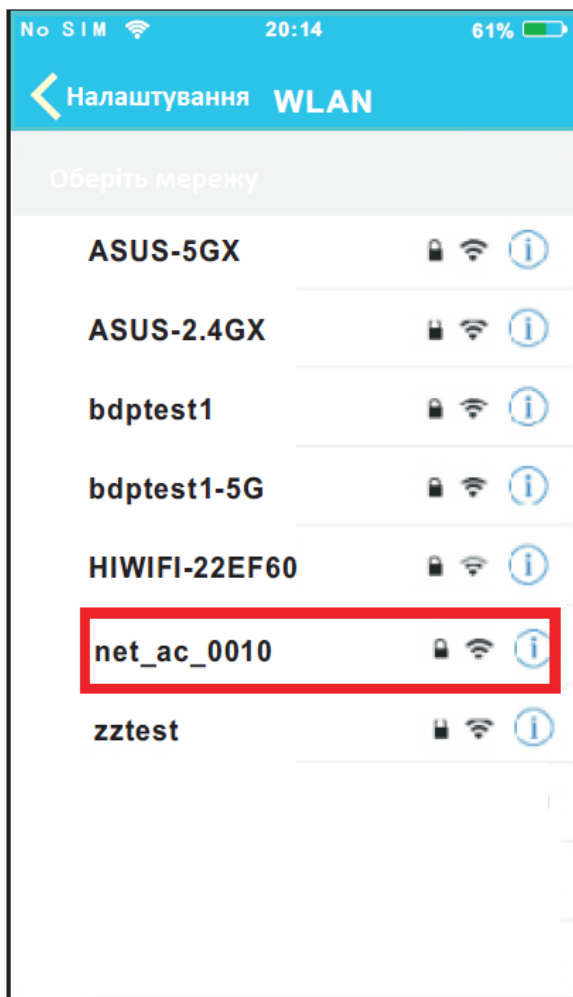 No SIM 20:14 61%
Налаштування WLAN
Оберіть мережу
ASUS-5GX
ASUS-2.4GX
bdptest1
bdptest1-5G
HIWIFI-22EF60
net_ac_0010
zztest